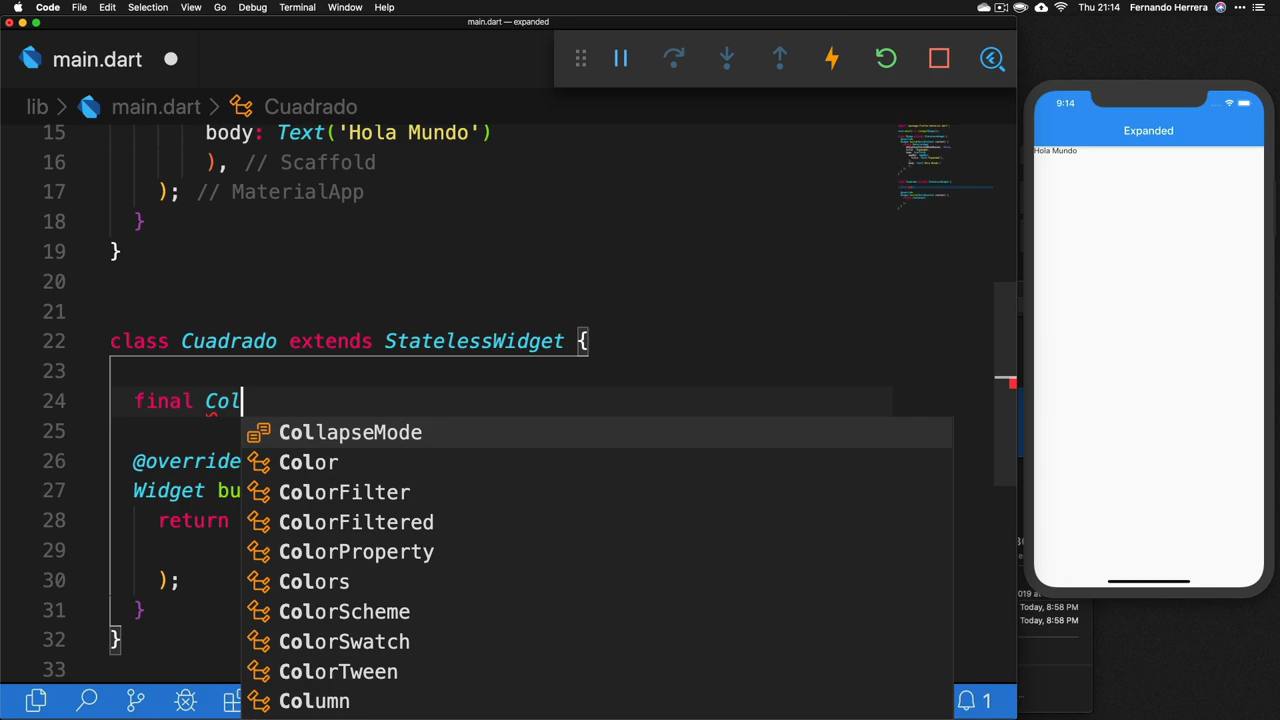 Code File Edit Selection View Go Debug Terminal Window Help Thu 21:14 Fernando Herrera
main.dart — expanded
main.dart
lib > main.dart > Cuadrado
15 body: Text('Hola Mundo')
16 ), // Scaffold
17 ); // MaterialApp
18 }
19 }
20
21
22 class Cuadrado extends StatelessWidget {
23
24 final Col
25
26 @override
27 Widget bu
28 return
29
30 );
31 }
32 }
33
CollapseMode
Color
ColorFilter
ColorFiltered
ColorProperty
Colors
ColorScheme
ColorSwatch
ColorTween
Column
1
9:14
Expanded
Hola Mundo
2019 at
Today, 8:58 PM
Today, 8:58 PM